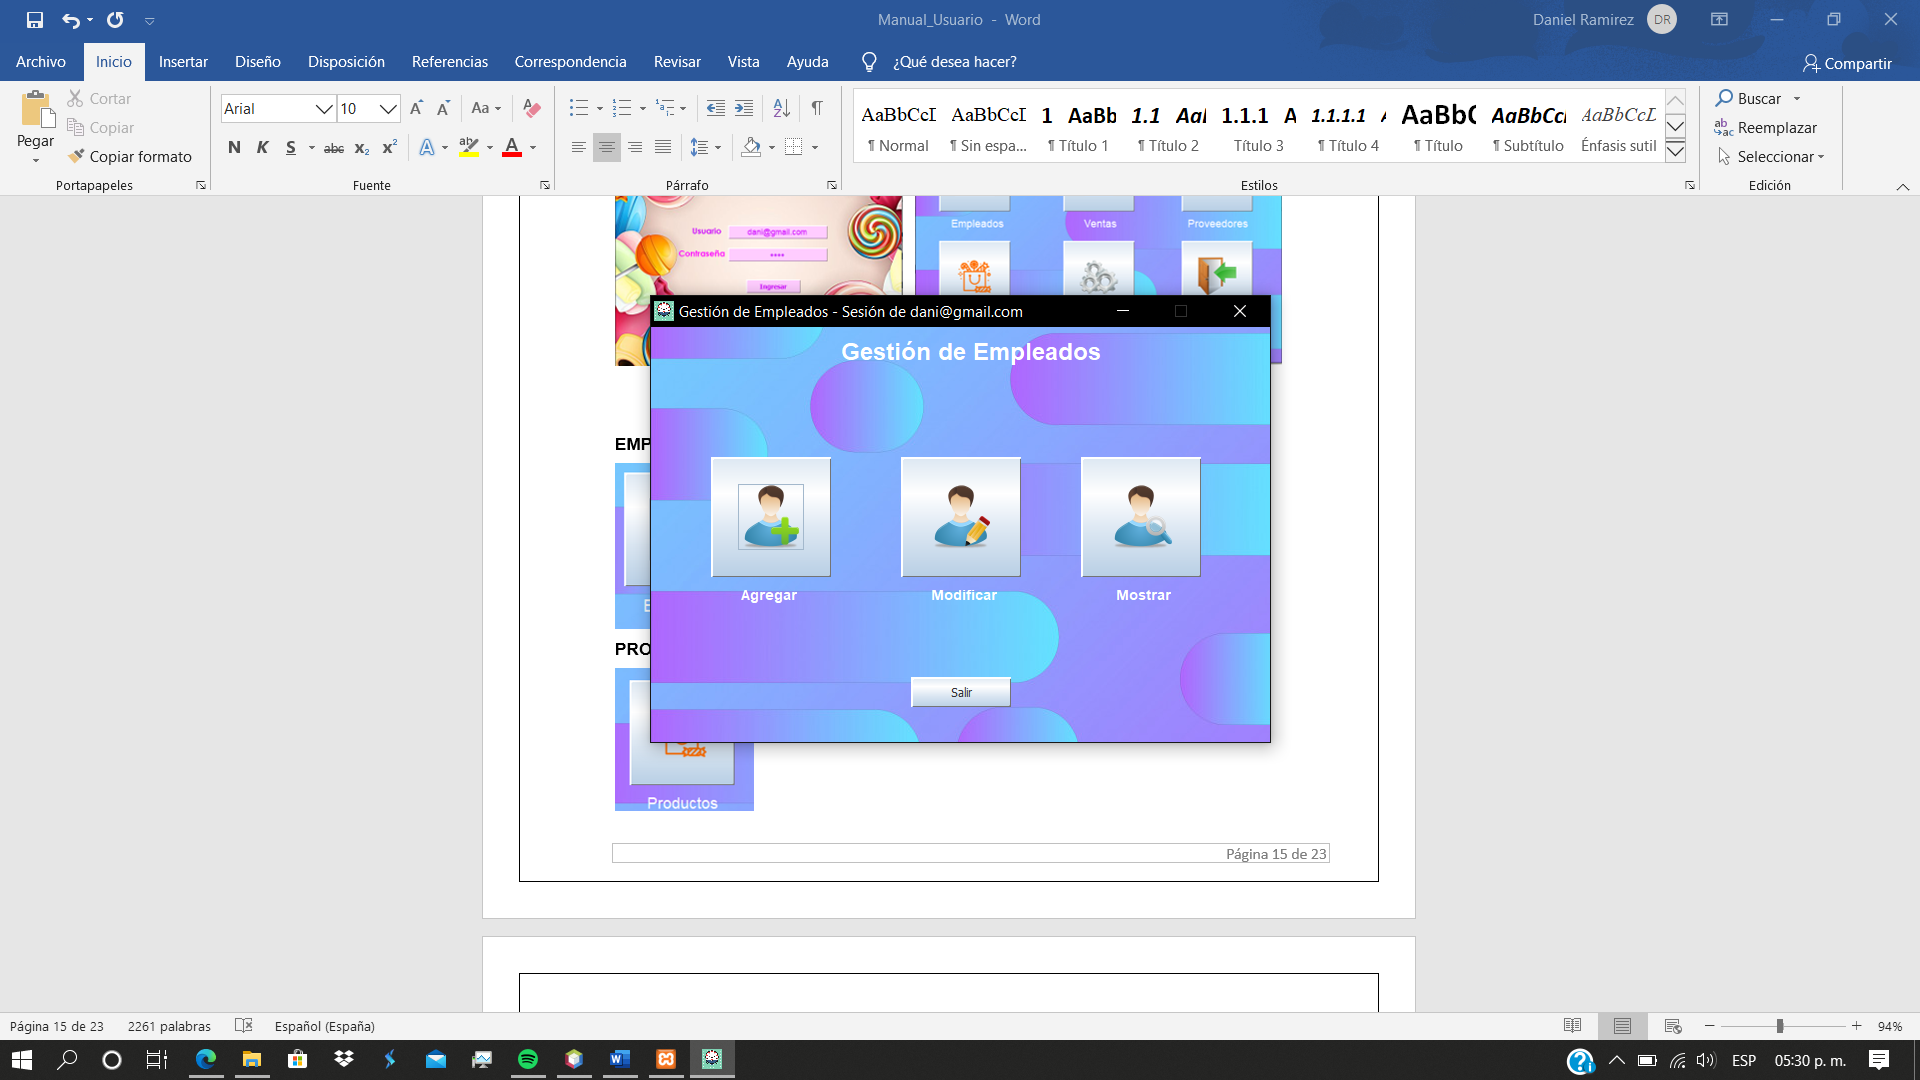 Manual_Usuario - Word
Daniel Ramirez
DR
Archivo
Inicio
Insertar
Diseño
Disposición
Referencias
Correspondencia
Revisar
Vista
Ayuda
¿Qué desea hacer?
Compartir
Pegar
Cortar
Copiar
Copiar formato
Portapapeles
Arial
10
Aa
N K S abc x₂ x²
Fuente
Párrafo
AaBbCcI
¶ Normal
AaBbCcI
¶ Sin espa...
1 AaBb
¶ Título 1
1.1 Aal
¶ Título 2
1.1.1 A
Título 3
1.1.1.1
¶ Título 4
AaBbC
¶ Título
AaBbCc
¶ Subtítulo
AaBbCcL
Énfasis sutil
Estilos
Buscar
Reemplazar
Seleccionar
Edición
Usuario dani@gmail.com
Contraseña ****
Ingresar
Empleados
Ventas
Proveedores
Gestión de Empleados - Sesión de dani@gmail.com
Gestión de Empleados
Agregar
Modificar
Mostrar
Salir
EMP
PRO
Productos
Página 15 de 23
Página 15 de 23
2261 palabras
Español (España)
94%
ESP
05:30 p. m.